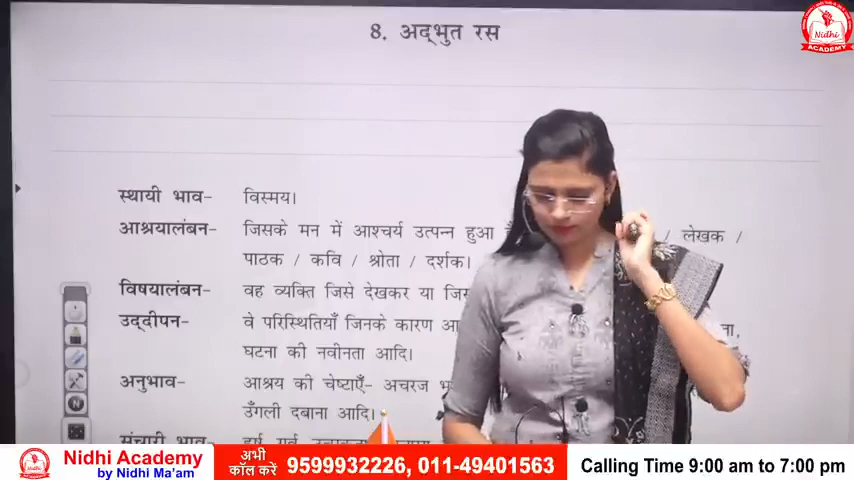 8. अद्भुत रस
Nidhi
ACADEMY
स्थायी भाव- विस्मय।
आश्रयालंबन- जिसके मन में आश्चर्य उत्पन्न हुआ / लेखक /
पाठक / कवि / श्रोता / दर्शक।
विषयालंबन- वह व्यक्ति जिसे देखकर या
उद्दीपन- वे परिस्थितियाँ जिनके कारण
घटना की नवीनता आदि।
अनुभाव- आश्रय की चेष्टाएँ- अचरज
उँगली दबाना आदि।
संचारी भाव- हर्ष, गर्व,
Nidhi Academy
by Nidhi Ma'am
अभी
कॉल करें
9599932226, 011-49401563
Calling Time 9:00 am to 7:00 pm